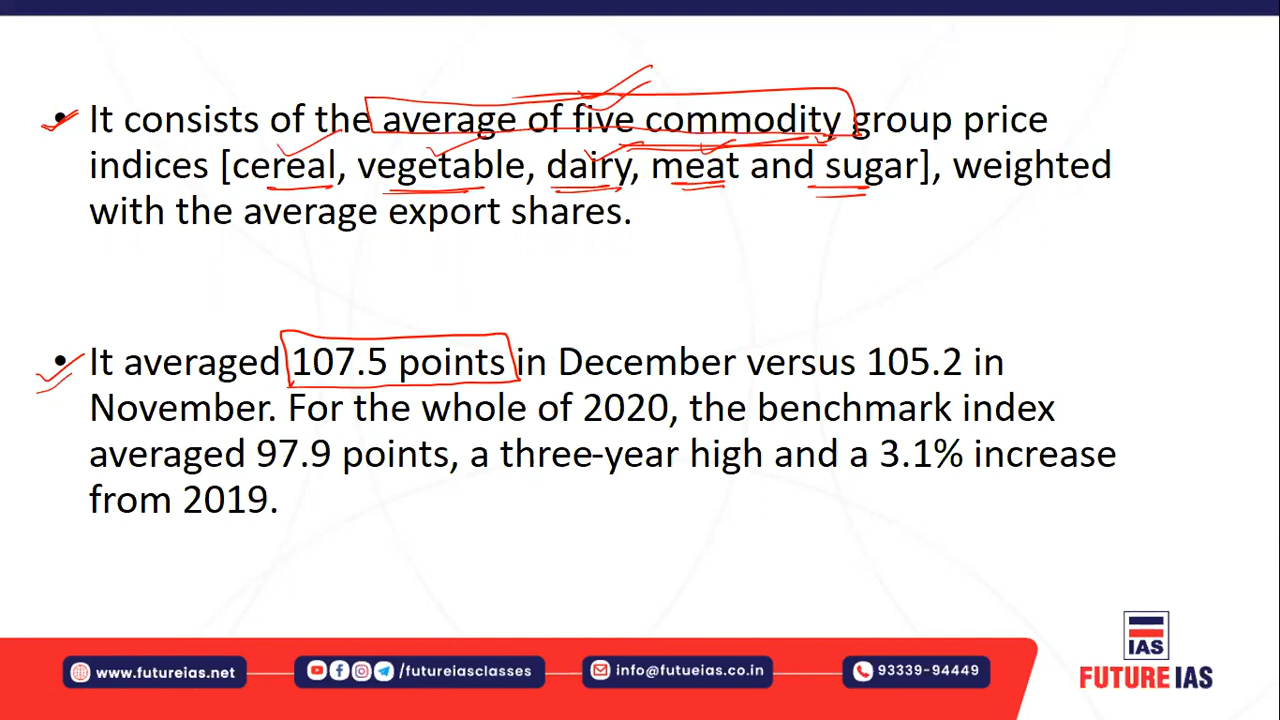 • It consists of the average of five commodity group price
indices [cereal, vegetable, dairy, meat and sugar], weighted
with the average export shares.
• It averaged 107.5 points in December versus 105.2 in
November. For the whole of 2020, the benchmark index
averaged 97.9 points, a three-year high and a 3.1% increase
from 2019.
IAS
www.futureias.net /futureiasclasses info@futueias.co.in 93339-94449 FUTURE IAS